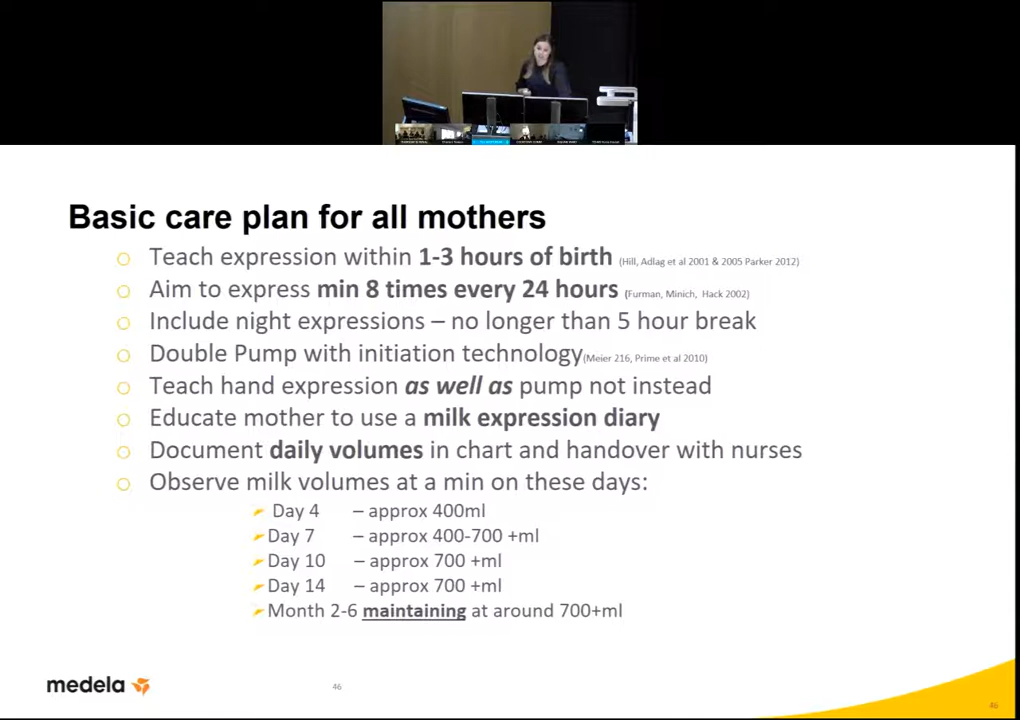 Basic care plan for all mothers
Teach expression within 1-3 hours of birth (Hill, Adlag et al 2001 & 2005 Parker 2012)
Aim to express min 8 times every 24 hours (Furman, Minich, Hack 2002)
Include night expressions – no longer than 5 hour break
Double Pump with initiation technology(Meier 216, Prime et al 2010)
Teach hand expression as well as pump not instead
Educate mother to use a milk expression diary
Document daily volumes in chart and handover with nurses
Observe milk volumes at a min on these days:
Day 4 – approx 400ml
Day 7 – approx 400-700 +ml
Day 10 – approx 700 +ml
Day 14 – approx 700 +ml
Month 2-6 maintaining at around 700+ml
medela
46
46